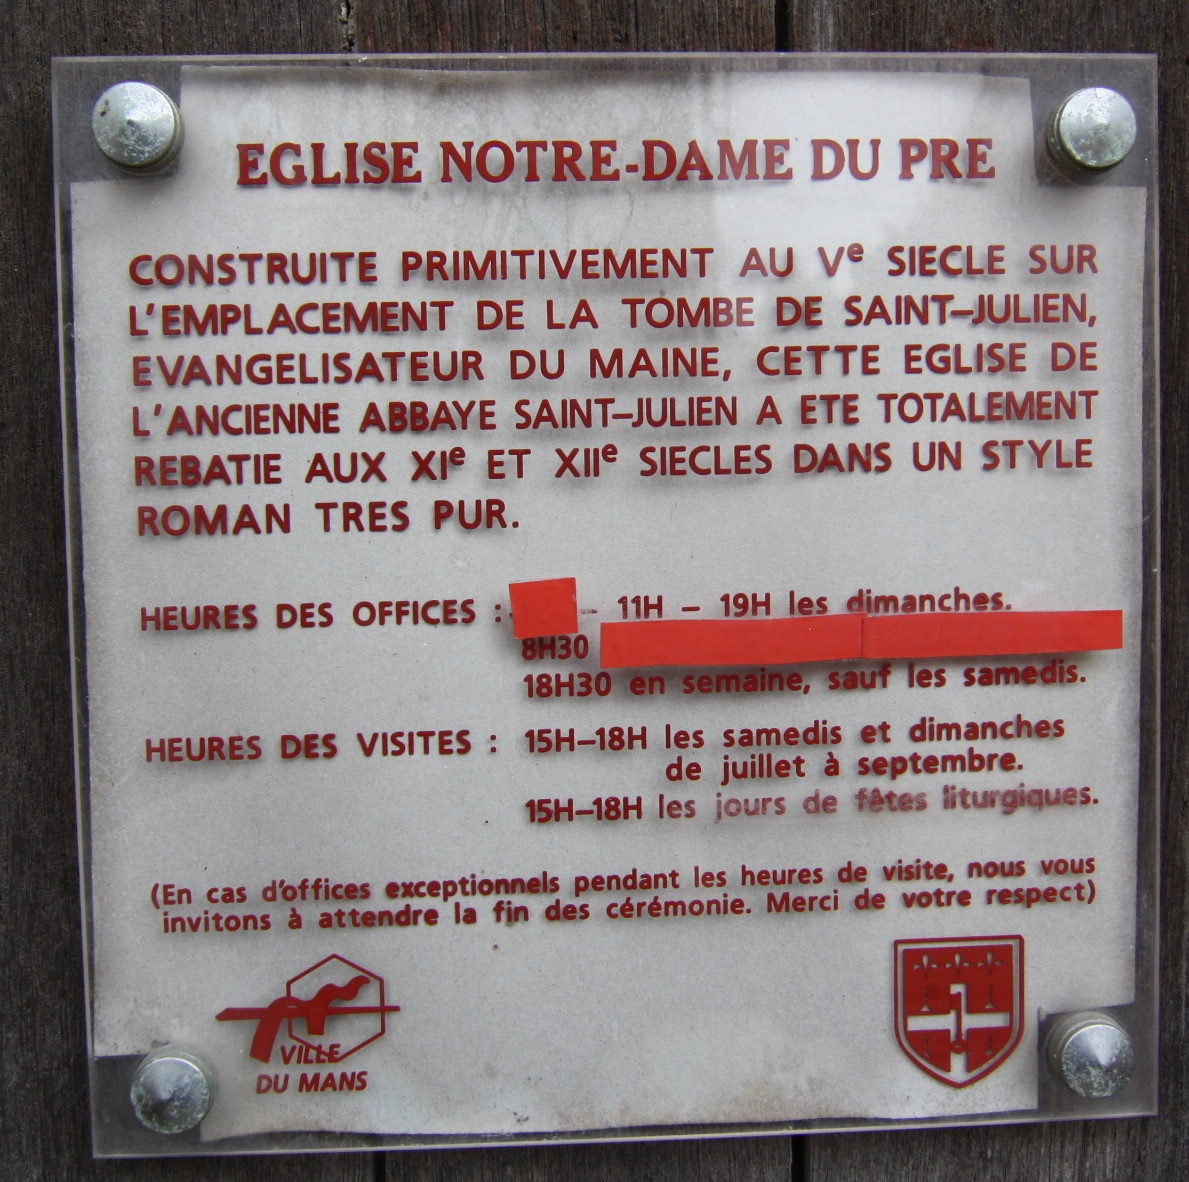 EGLISE NOTRE-DAME DU PRE
CONSTRUITE PRIMITIVEMENT AU Ve SIECLE SUR
L'EMPLACEMENT DE LA TOMBE DE SAINT-JULIEN,
EVANGELISATEUR DU MAINE, CETTE EGLISE DE
L'ANCIENNE ABBAYE SAINT-JULIEN A ETE TOTALEMENT
REBATIE AUX XIe ET XIIe SIECLES DANS UN STYLE
ROMAN TRES PUR.
HEURES DES OFFICES : - 11H - 19H les dimanches.
8H30
18H30 en semaine, sauf les samedis.
HEURES DES VISITES : 15H-18H les samedis et dimanches
de juillet à septembre.
15H-18H les jours de fêtes liturgiques.
(En cas d'offices exceptionnels pendant les heures de visite, nous vous
invitons à attendre la fin des cérémonie. Merci de votre respect)
VILLE
DU MANS